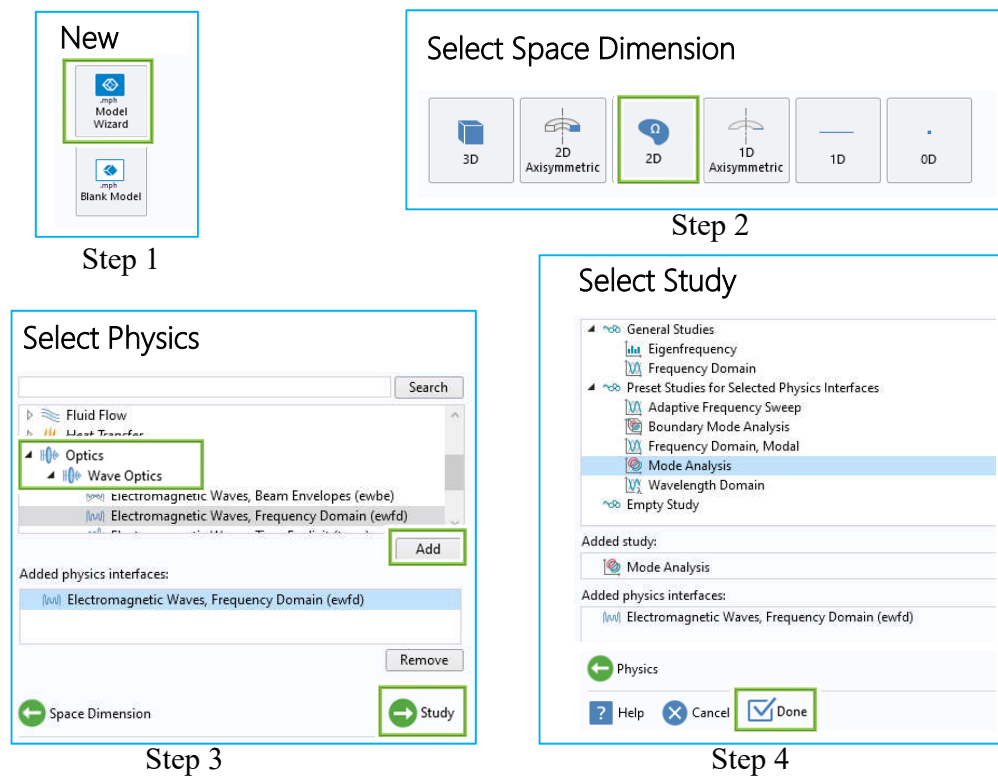 New
.mph
Model
Wizard
.mph
Blank Model
Step 1
Select Space Dimension
3D
2D
Axisymmetric
Ω
2D
1D
Axisymmetric
1D
0D
Step 2
Select Physics
Search
Fluid Flow
Heat Transfer
Optics
Wave Optics
Electromagnetic Waves, Beam Envelopes (ewbe)
Electromagnetic Waves, Frequency Domain (ewfd)
Add
Added physics interfaces:
Electromagnetic Waves, Frequency Domain (ewfd)
Remove
Space Dimension
Study
Step 3
Select Study
General Studies
Eigenfrequency
Frequency Domain
Preset Studies for Selected Physics Interfaces
Adaptive Frequency Sweep
Boundary Mode Analysis
Frequency Domain, Modal
Mode Analysis
Wavelength Domain
Empty Study
Added study:
Mode Analysis
Added physics interfaces:
Electromagnetic Waves, Frequency Domain (ewfd)
Physics
? Help Cancel Done
Step 4